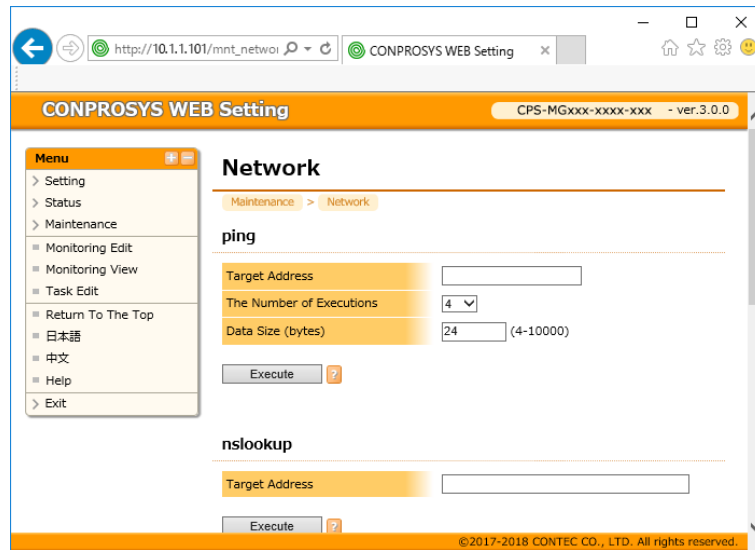 http://10.1.1.101/mnt_networ
CONPROSYS WEB Setting
CONPROSYS WEB Setting
CPS-MGxxx-xxxx-xxx - ver.3.0.0
Menu
Setting
Status
Maintenance
Monitoring Edit
Monitoring View
Task Edit
Return To The Top
日本語
中文
Help
Exit
Network
Maintenance > Network
ping
Target Address
The Number of Executions 4
Data Size (bytes) 24 (4-10000)
Execute ?
nslookup
Target Address
Execute ?
©2017-2018 CONTEC CO., LTD. All rights reserved.